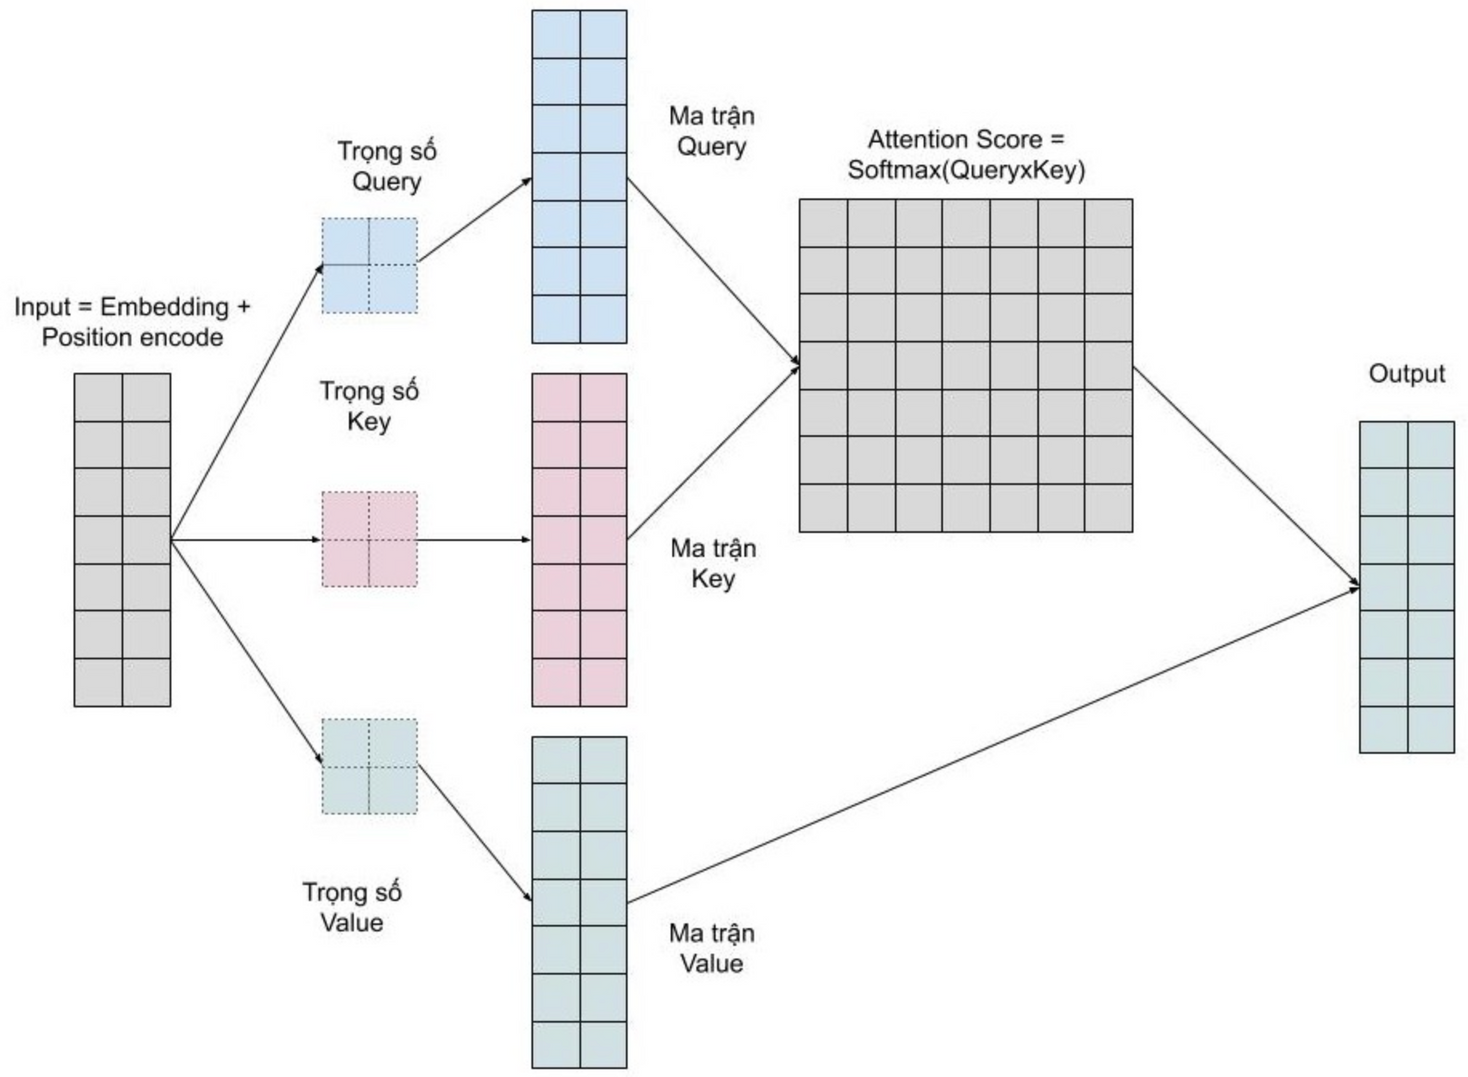 Input = Embedding +
Position encode
Trọng số
Query
Trọng số
Key
Trọng số
Value
Ma trận
Query
Ma trận
Key
Ma trận
Value
Attention Score =
Softmax(QueryxKey)
Output